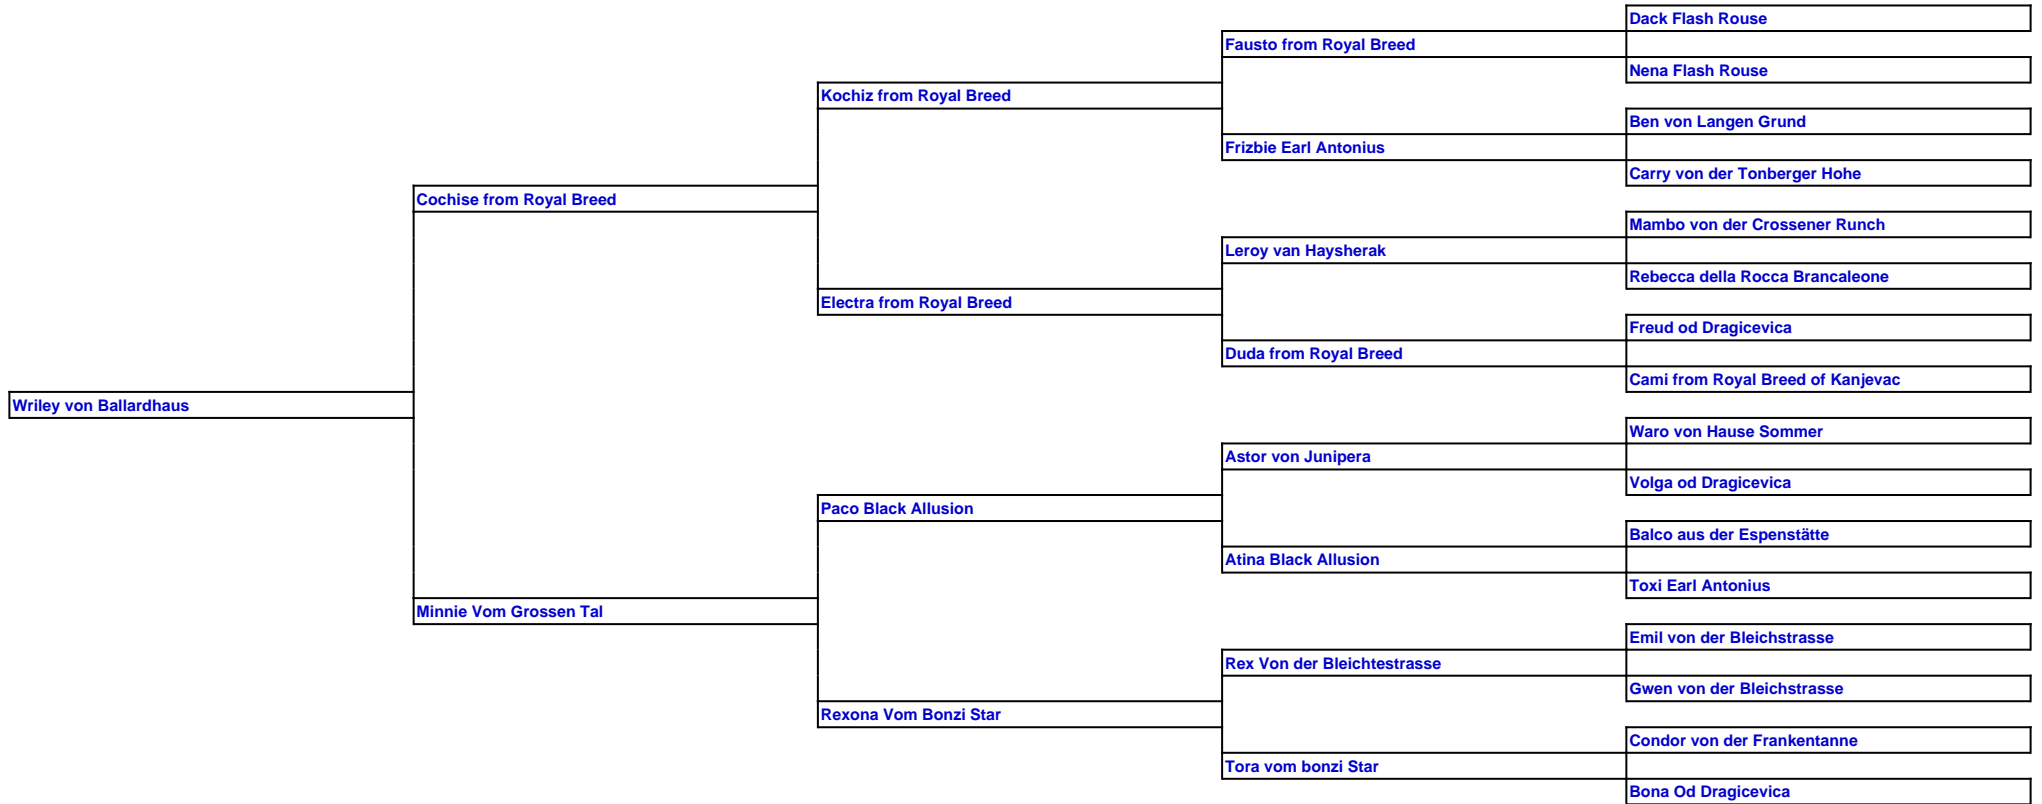 Dack Flash Rouse
Fausto from Royal Breed
Nena Flash Rouse
Kochiz from Royal Breed
Ben von Langen Grund
Frizbie Earl Antonius
Carry von der Tonberger Hohe
Cochise from Royal Breed
Mambo von der Crossener Runch
Leroy van Haysherak
Rebecca della Rocca Brancaleone
Electra from Royal Breed
Freud od Dragicevica
Duda from Royal Breed
Cami from Royal Breed of Kanjevac
Wriley von Ballardhaus
Waro von Hause Sommer
Astor von Junipera
Volga od Dragicevica
Paco Black Allusion
Balco aus der Espenstätte
Atina Black Allusion
Toxi Earl Antonius
Minnie Vom Grossen Tal
Emil von der Bleichstrasse
Rex Von der Bleichtestrasse
Gwen von der Bleichstrasse
Rexona Vom Bonzi Star
Condor von der Frankentanne
Tora vom bonzi Star
Bona Od Dragicevica